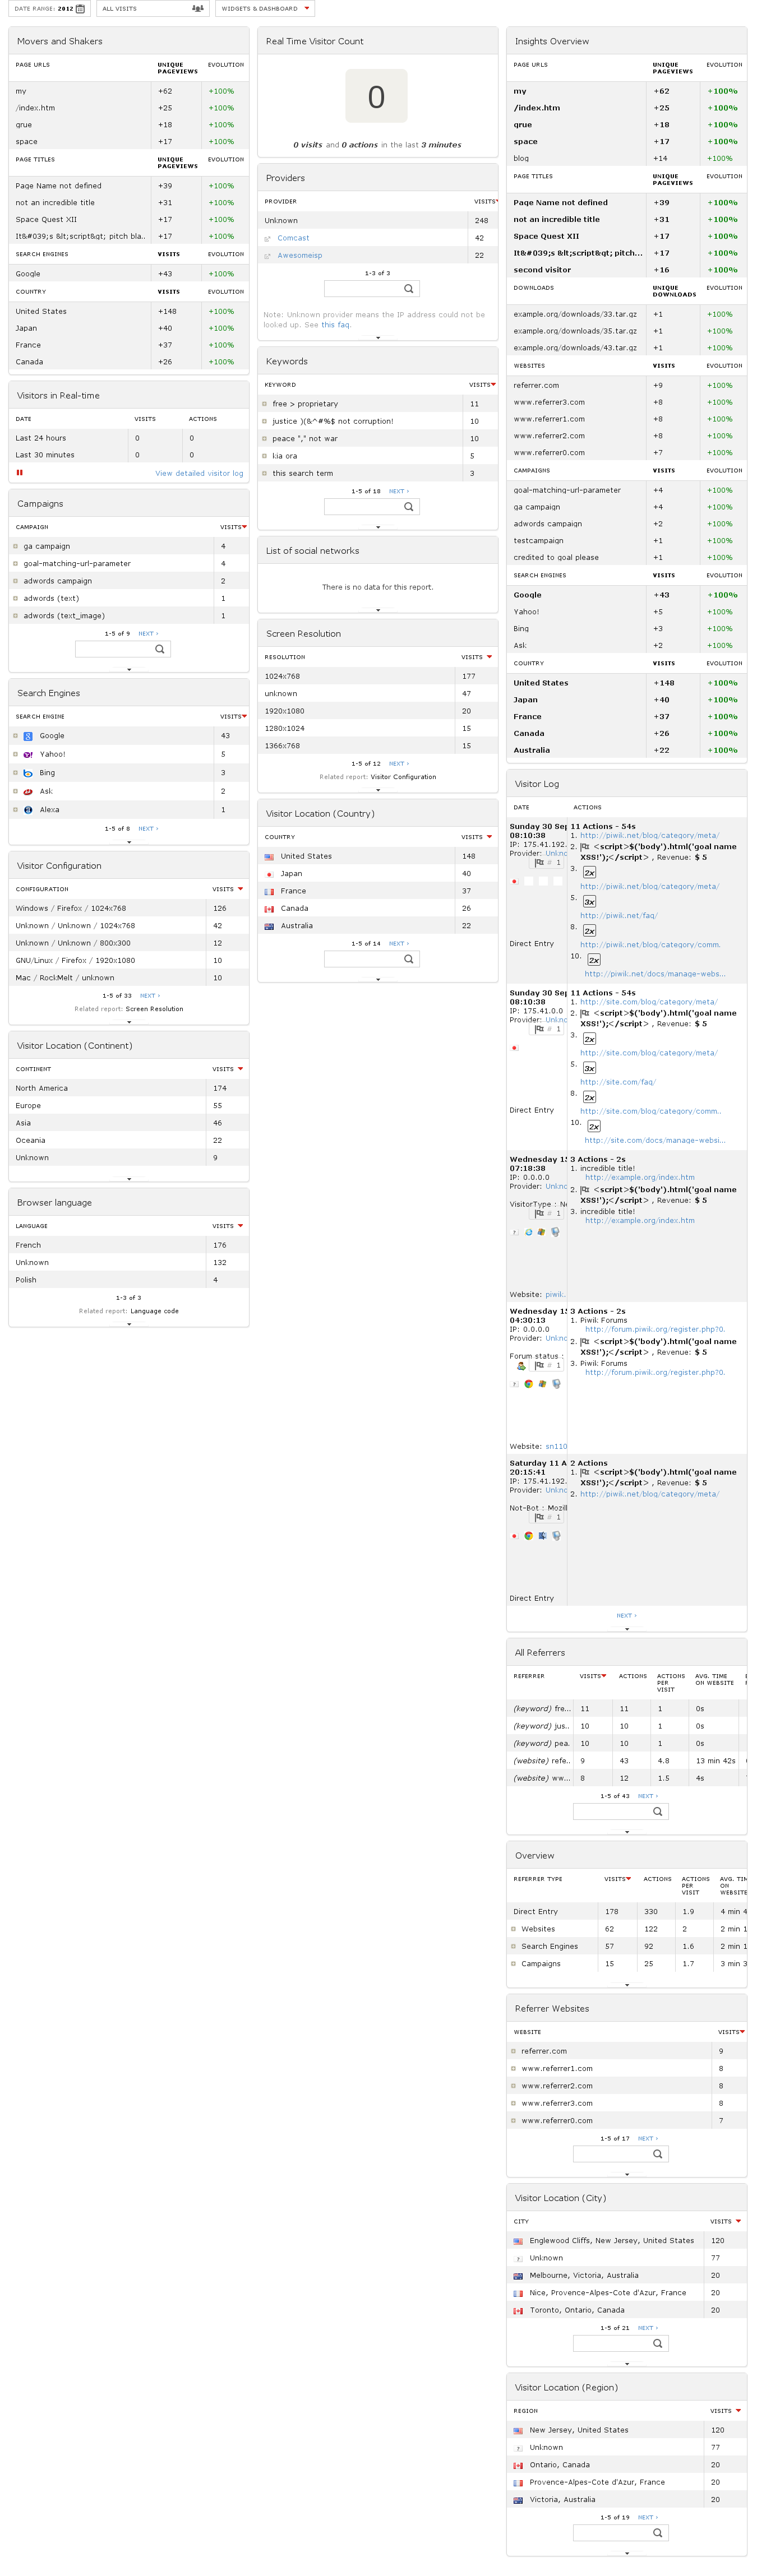 DATE RANGE: 2012
ALL VISITS
WIDGETS & DASHBOARD
Movers and Shakers
PAGE URLS UNIQUE PAGEVIEWS EVOLUTION
my +62 +100%
/index.htm +25 +100%
grue +18 +100%
space +17 +100%
PAGE TITLES UNIQUE PAGEVIEWS EVOLUTION
Page Name not defined +39 +100%
not an incredible title +31 +100%
Space Quest XII +17 +100%
It&#039;s &lt;script&gt; pitch bla.. +17 +100%
SEARCH ENGINES VISITS EVOLUTION
Google +43 +100%
COUNTRY VISITS EVOLUTION
United States +148 +100%
Japan +40 +100%
France +37 +100%
Canada +26 +100%
Visitors in Real-time
DATE VISITS ACTIONS
Last 24 hours 0 0
Last 30 minutes 0 0
View detailed visitor log
Campaigns
CAMPAIGN VISITS
ga campaign 4
goal-matching-url-parameter 4
adwords campaign 2
adwords (text) 1
adwords (text_image) 1
1-5 of 9 NEXT ›
Search Engines
SEARCH ENGINE VISITS
Google 43
Yahoo! 5
Bing 3
Ask 2
Alexa 1
1-5 of 8 NEXT ›
Visitor Configuration
CONFIGURATION VISITS
Windows / Firefox / 1024x768 126
Unknown / Unknown / 1024x768 42
Unknown / Unknown / 800x300 12
GNU/Linux / Firefox / 1920x1080 10
Mac / RockMelt / unknown 10
1-5 of 33 NEXT ›
Related report: Screen Resolution
Visitor Location (Continent)
CONTINENT VISITS
North America 174
Europe 55
Asia 46
Oceania 22
Unknown 9
Browser language
LANGUAGE VISITS
French 176
Unknown 132
Polish 4
1-3 of 3
Related report: Language code
Real Time Visitor Count
0
0 visits and 0 actions in the last 3 minutes
Providers
PROVIDER VISITS
Unknown 248
Comcast 42
Awesomeisp 22
1-3 of 3
Note: Unknown provider means the IP address could not be
looked up. See this faq.
Keywords
KEYWORD VISITS
free > proprietary 11
justice )(&^#%$ not corruption! 10
peace "," not war 10
kia ora 5
this search term 3
1-5 of 18 NEXT ›
List of social networks
There is no data for this report.
Screen Resolution
RESOLUTION VISITS
1024x768 177
unknown 47
1920x1080 20
1280x1024 15
1366x768 15
1-5 of 12 NEXT ›
Related report: Visitor Configuration
Visitor Location (Country)
COUNTRY VISITS
United States 148
Japan 40
France 37
Canada 26
Australia 22
1-5 of 14 NEXT ›
Insights Overview
PAGE URLS UNIQUE PAGEVIEWS EVOLUTION
my +62 +100%
/index.htm +25 +100%
grue +18 +100%
space +17 +100%
blog +14 +100%
PAGE TITLES UNIQUE PAGEVIEWS EVOLUTION
Page Name not defined +39 +100%
not an incredible title +31 +100%
Space Quest XII +17 +100%
It&#039;s &lt;script&gt; pitch... +17 +100%
second visitor +16 +100%
DOWNLOADS UNIQUE DOWNLOADS EVOLUTION
example.org/downloads/33.tar.gz +1 +100%
example.org/downloads/35.tar.gz +1 +100%
example.org/downloads/43.tar.gz +1 +100%
WEBSITES VISITS EVOLUTION
referrer.com +9 +100%
www.referrer3.com +8 +100%
www.referrer1.com +8 +100%
www.referrer2.com +8 +100%
www.referrer0.com +7 +100%
CAMPAIGNS VISITS EVOLUTION
goal-matching-url-parameter +4 +100%
ga campaign +4 +100%
adwords campaign +2 +100%
testcampaign +1 +100%
credited to goal please +1 +100%
SEARCH ENGINES VISITS EVOLUTION
Google +43 +100%
Yahoo! +5 +100%
Bing +3 +100%
Ask +2 +100%
COUNTRY VISITS EVOLUTION
United States +148 +100%
Japan +40 +100%
France +37 +100%
Canada +26 +100%
Australia +22 +100%
Visitor Log
DATE ACTIONS
Sunday 30 Sep 11 Actions - 54s
08:10:38 1. http://piwik.net/blog/category/meta/
IP: 175.41.192. 2. <script>$('body').html('goal name
Provider: Unkno XSS!');</script> , Revenue: $ 5
# 1
3. 2x
http://piwik.net/blog/category/meta/
5. 3x
http://piwik.net/faq/
8. 2x
Direct Entry http://piwik.net/blog/category/comm.
10. 2x
http://piwik.net/docs/manage-webs...
Sunday 30 Sep 11 Actions - 54s
08:10:38 1. http://site.com/blog/category/meta/
IP: 175.41.0.0 2. <script>$('body').html('goal name
Provider: Unkno XSS!');</script> , Revenue: $ 5
# 1
3. 2x
http://site.com/blog/category/meta/
5. 3x
http://site.com/faq/
8. 2x
Direct Entry http://site.com/blog/category/comm..
10. 2x
http://site.com/docs/manage-websi...
Wednesday 15 3 Actions - 2s
07:18:38 1. incredible title!
IP: 0.0.0.0 http://example.org/index.htm
Provider: Unkno 2. <script>$('body').html('goal name
XSS!');</script> , Revenue: $ 5
VisitorType : Ne 3. incredible title!
# 1 http://example.org/index.htm
Website: piwik.
Wednesday 15 3 Actions - 2s
04:30:13 1. Piwik Forums
IP: 0.0.0.0 http://forum.piwik.org/register.php?0.
Provider: Unkno 2. <script>$('body').html('goal name
XSS!');</script> , Revenue: $ 5
Forum status : 3. Piwik Forums
# 1 http://forum.piwik.org/register.php?0.
Website: sn110
Saturday 11 A 2 Actions
20:15:41 1. <script>$('body').html('goal name
IP: 175.41.192. XSS!');</script> , Revenue: $ 5
Provider: Unkno 2. http://piwik.net/blog/category/meta/
Not-Bot : Mozill
# 1
Direct Entry
NEXT ›
All Referrers
REFERRER VISITS ACTIONS ACTIONS PER VISIT AVG. TIME ON WEBSITE
(keyword) fre... 11 11 1 0s
(keyword) jus.. 10 10 1 0s
(keyword) pea. 10 10 1 0s
(website) refe.. 9 43 4.8 13 min 42s
(website) ww... 8 12 1.5 4s
1-5 of 43 NEXT ›
Overview
REFERRER TYPE VISITS ACTIONS ACTIONS PER VISIT AVG. TIM ON WEBSITE
Direct Entry 178 330 1.9 4 min 4
Websites 62 122 2 2 min 1
Search Engines 57 92 1.6 2 min 1
Campaigns 15 25 1.7 3 min 3
Referrer Websites
WEBSITE VISITS
referrer.com 9
www.referrer1.com 8
www.referrer2.com 8
www.referrer3.com 8
www.referrer0.com 7
1-5 of 17 NEXT ›
Visitor Location (City)
CITY VISITS
Englewood Cliffs, New Jersey, United States 120
Unknown 77
Melbourne, Victoria, Australia 20
Nice, Provence-Alpes-Cote d'Azur, France 20
Toronto, Ontario, Canada 20
1-5 of 21 NEXT ›
Visitor Location (Region)
REGION VISITS
New Jersey, United States 120
Unknown 77
Ontario, Canada 20
Provence-Alpes-Cote d'Azur, France 20
Victoria, Australia 20
1-5 of 19 NEXT ›